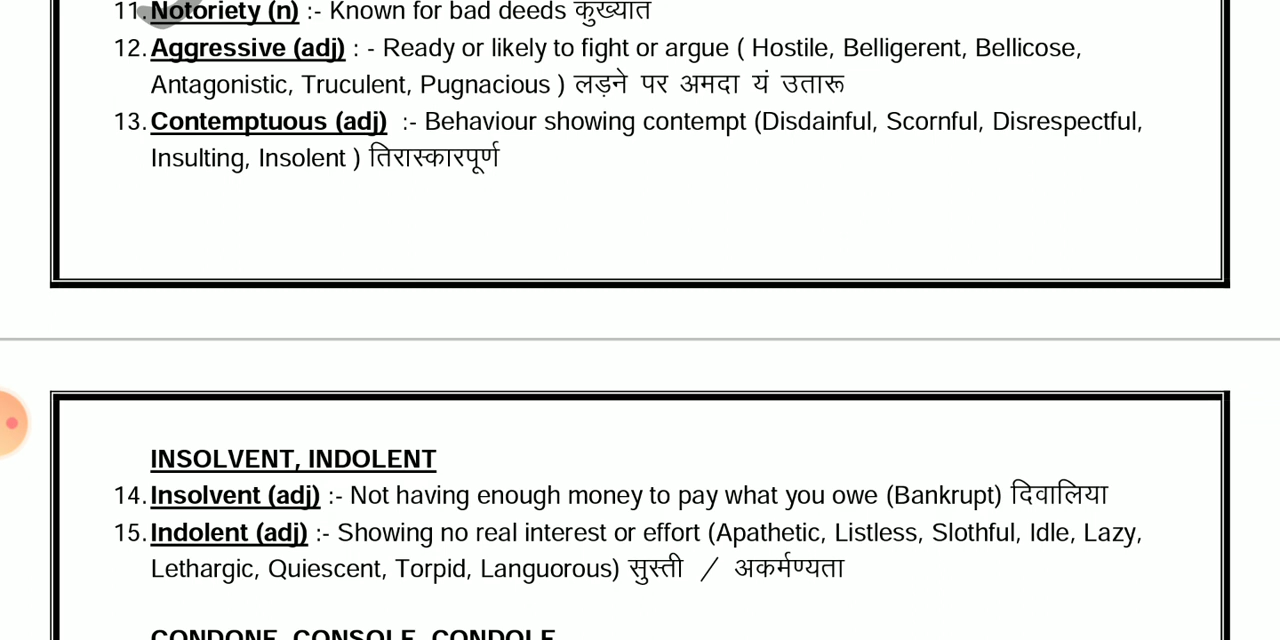 11. Notoriety (n) :- Known for bad deeds कुख्यात
12. Aggressive (adj) : - Ready or likely to fight or argue ( Hostile, Belligerent, Bellicose,
Antagonistic, Truculent, Pugnacious ) लड़ने पर अमदा यं उतारू
13. Contemptuous (adj) :- Behaviour showing contempt (Disdainful, Scornful, Disrespectful,
Insulting, Insolent ) तिरास्कारपूर्ण
INSOLVENT, INDOLENT
14. Insolvent (adj) :- Not having enough money to pay what you owe (Bankrupt) दिवालिया
15. Indolent (adj) :- Showing no real interest or effort (Apathetic, Listless, Slothful, Idle, Lazy,
Lethargic, Quiescent, Torpid, Languorous) सुस्ती / अकर्मण्यता
CONDONE, CONSOLE, CONDOLE